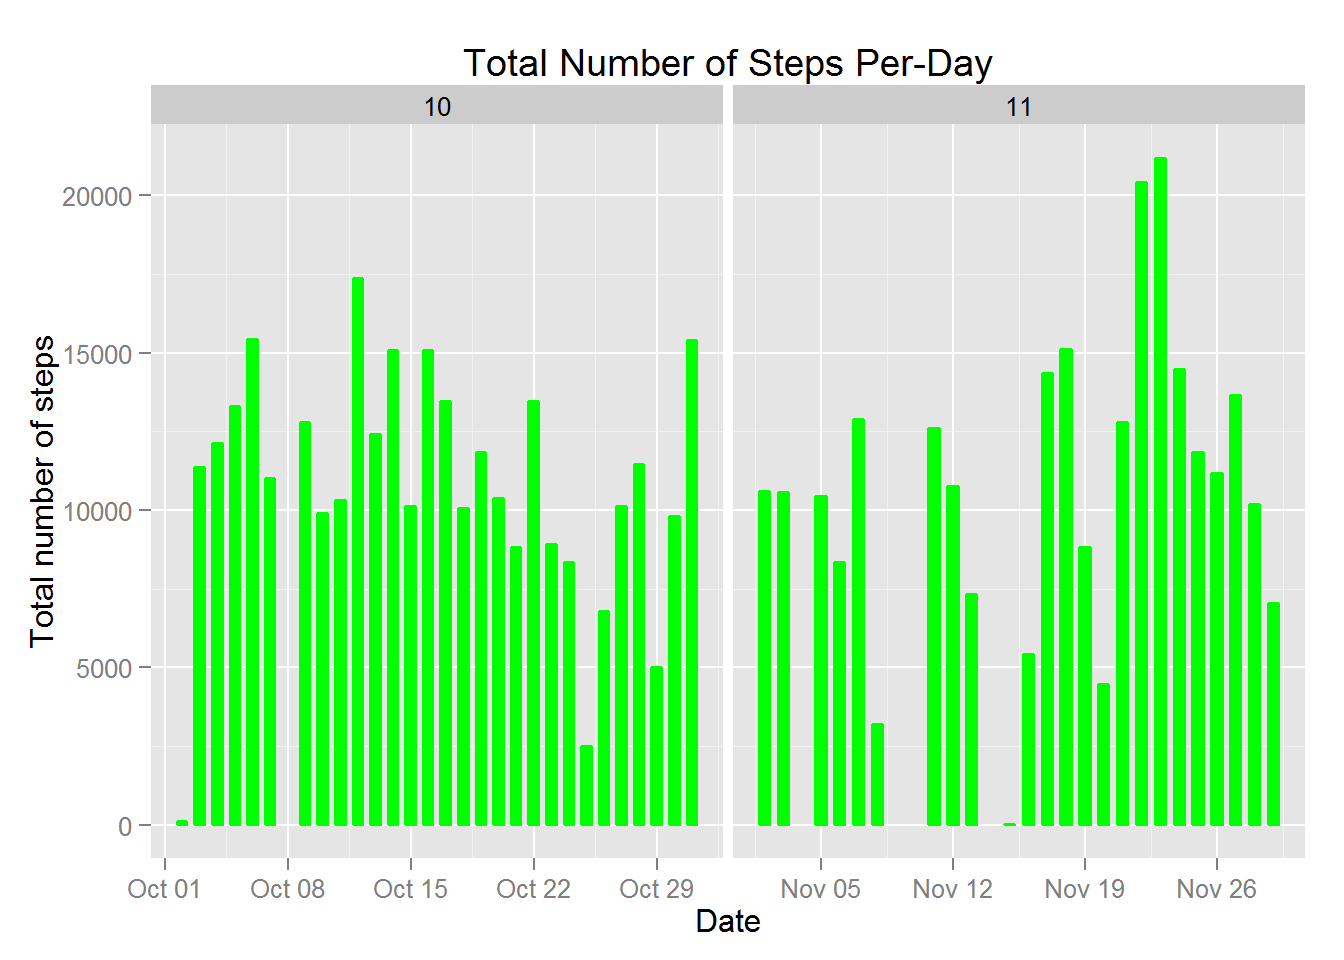 Total Number of Steps Per-Day
10
11
Total number of steps
20000
15000
10000
5000
0
Oct 01
Oct 08
Oct 15
Oct 22
Oct 29
Nov 05
Nov 12
Nov 19
Nov 26
Date